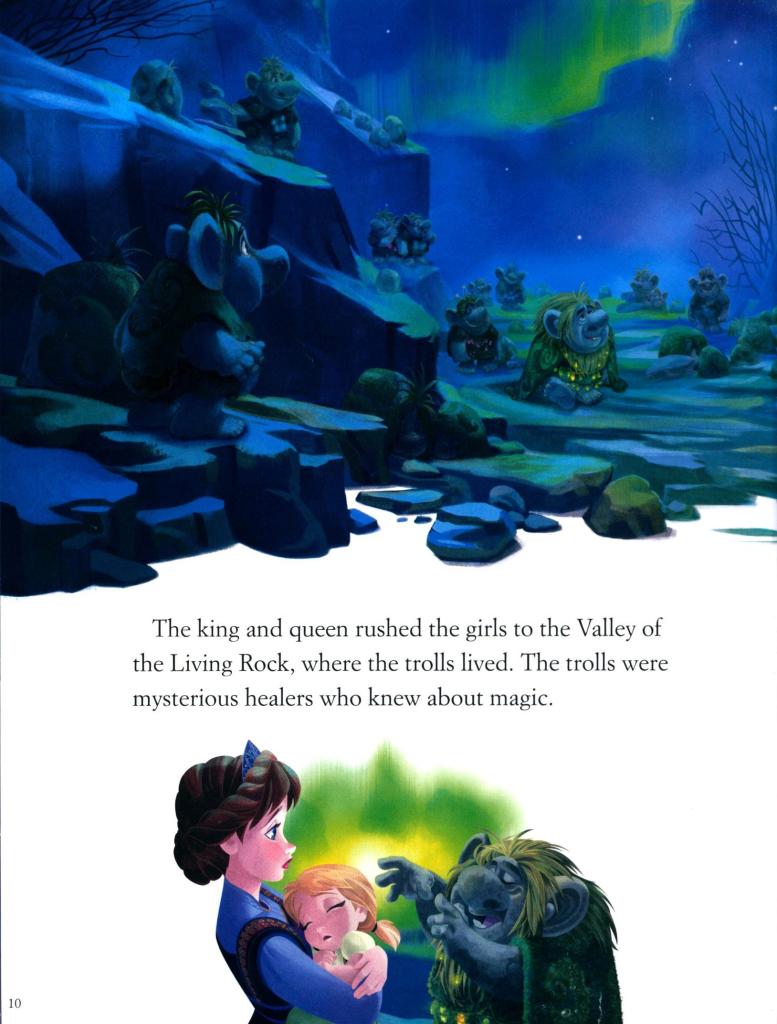 The king and queen rushed the girls to the Valley of
the Living Rock, where the trolls lived. The trolls were
mysterious healers who knew about magic.
10